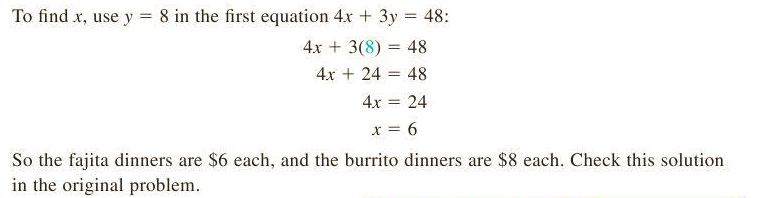 To find x, use y = 8 in the first equation 4x + 3y = 48:
4x + 3(8) = 48
4x + 24 = 48
4x = 24
x = 6
So the fajita dinners are $6 each, and the burrito dinners are $8 each. Check this solution
in the original problem.